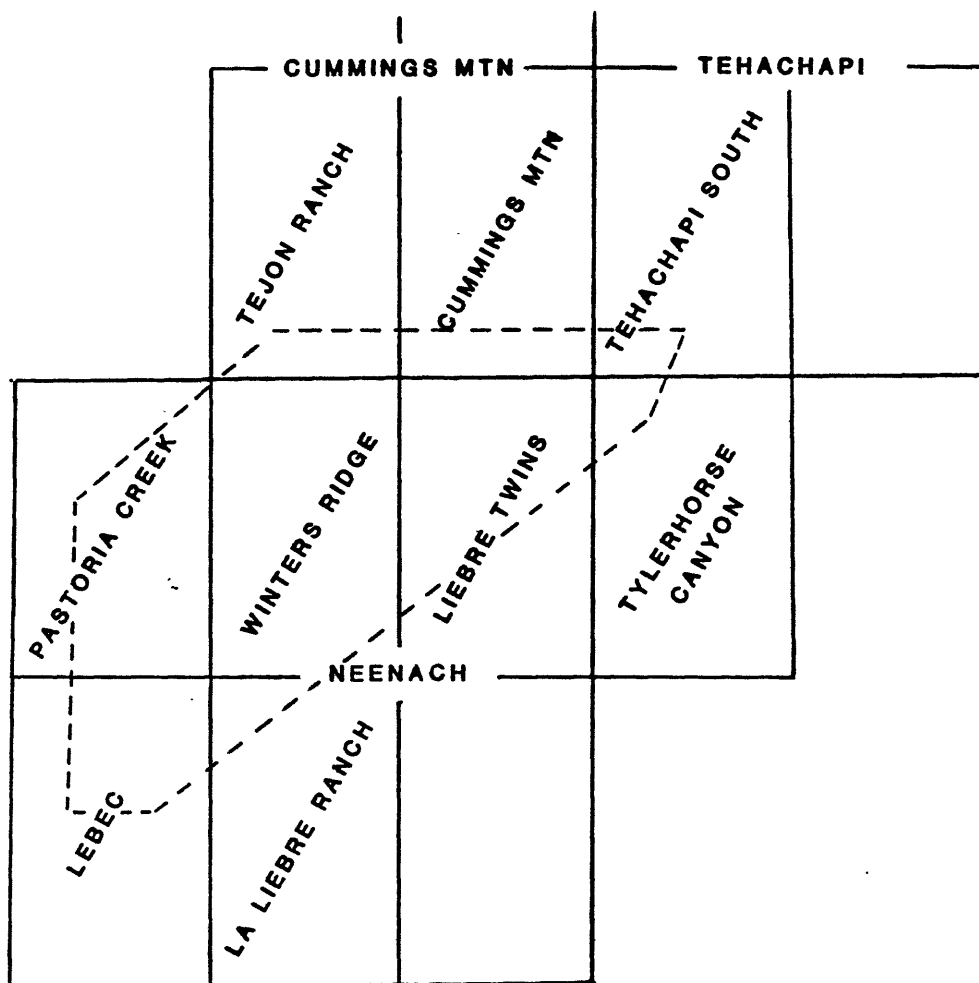 CUMMINGS MTN
TEHACHAPI
TEJON RANCH
CUMMINGS MTN
TEHACHAPI SOUTH
PASTORIA CREEK
WINTERS RIDGE
LIEBRE TWINS
TYLERHORSE
CANYON
NEENACH
LEBEC
LA LIEBRE RANCH